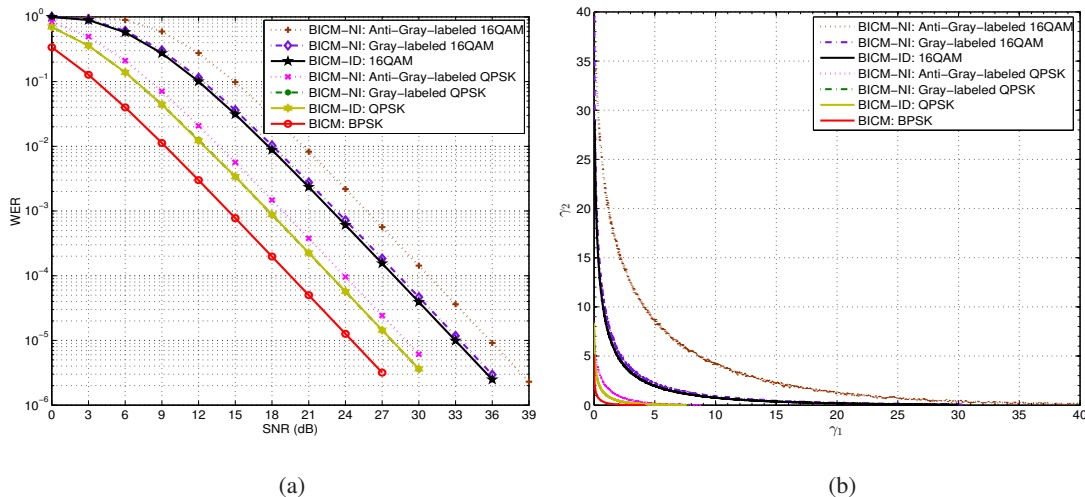 10^0
10^-1
10^-2
10^-3
10^-4
10^-5
10^-6
WER
0 3 6 9 12 15 18 21 24 27 30 33 36 39
SNR (dB)
BICM-NI: Anti-Gray-labeled 16QAM
BICM-NI: Gray-labeled 16QAM
BICM-ID: 16QAM
BICM-NI: Anti-Gray-labeled QPSK
BICM-NI: Gray-labeled QPSK
BICM-ID: QPSK
BICM: BPSK
(a)
40
35
30
25
20
15
10
5
0
γ2
0 5 10 15 20 25 30 35 40
γ1
BICM-NI: Anti-Gray-labeled 16QAM
BICM-NI: Gray-labeled 16QAM
BICM-ID: 16QAM
BICM-NI: Anti-Gray-labeled QPSK
BICM-NI: Gray-labeled QPSK
BICM-ID: QPSK
BICM: BPSK
(b)